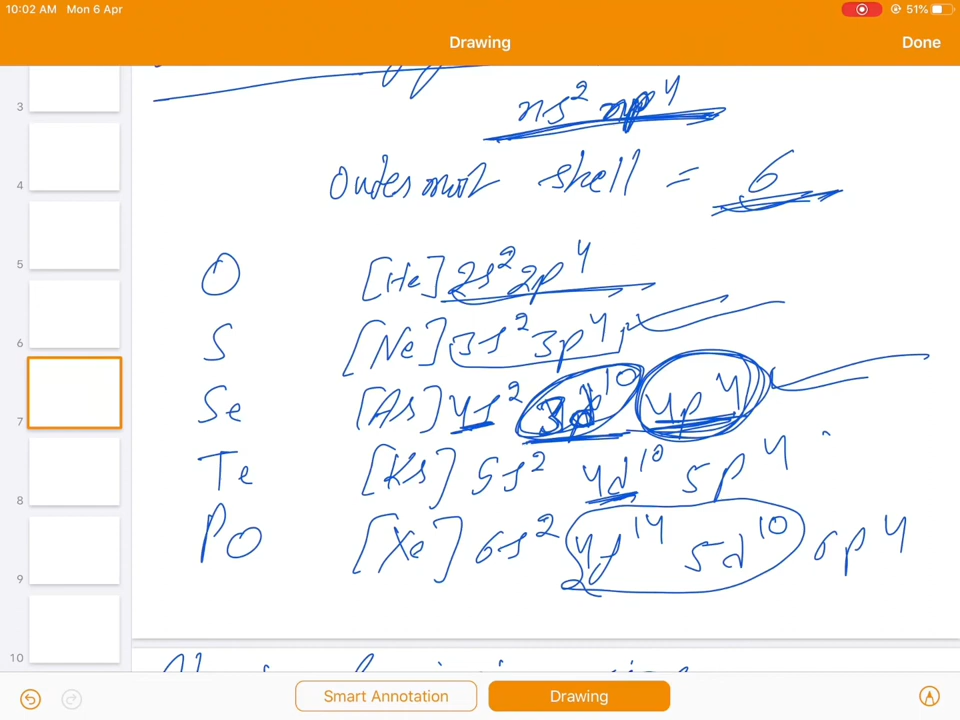 10:02 AM Mon 6 Apr 51%
Drawing Done
ns² np⁴
outermost shell = 6
O [He] 2s² 2p⁴
S [Ne] 3s² 3p⁴
Se [Ar] 4s² 3d¹⁰ 4p⁴
Te [Kr] 5s² 4d¹⁰ 5p⁴
PO [Xe] 6s² 4f¹⁴ 5d¹⁰ 6p⁴
3
4
5
6
7
8
9
10
Smart Annotation Drawing